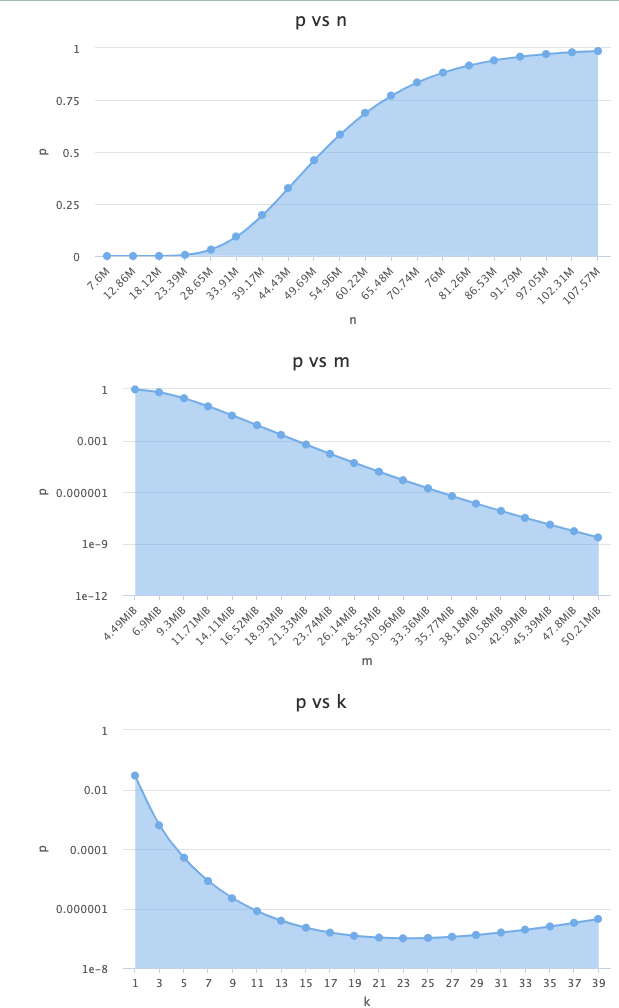 p vs n
1
0.75
p
0.5
0.25
0
7.6M 12.86M 18.12M 23.39M 28.65M 33.91M 39.17M 44.43M 49.69M 54.96M 60.22M 65.48M 70.74M 76M 81.26M 86.53M 91.79M 97.05M 102.31M 107.57M
n
p vs m
1
0.001
p
0.000001
1e-9
1e-12
4.49MiB 6.9MiB 9.3MiB 11.71MiB 14.11MiB 16.52MiB 18.93MiB 21.33MiB 23.74MiB 26.14MiB 28.55MiB 30.96MiB 33.36MiB 35.77MiB 38.18MiB 40.58MiB 42.99MiB 45.39MiB 47.8MiB 50.21MiB
m
p vs k
1
0.01
p
0.0001
0.000001
1e-8
1 3 5 7 9 11 13 15 17 19 21 23 25 27 29 31 33 35 37 39
k